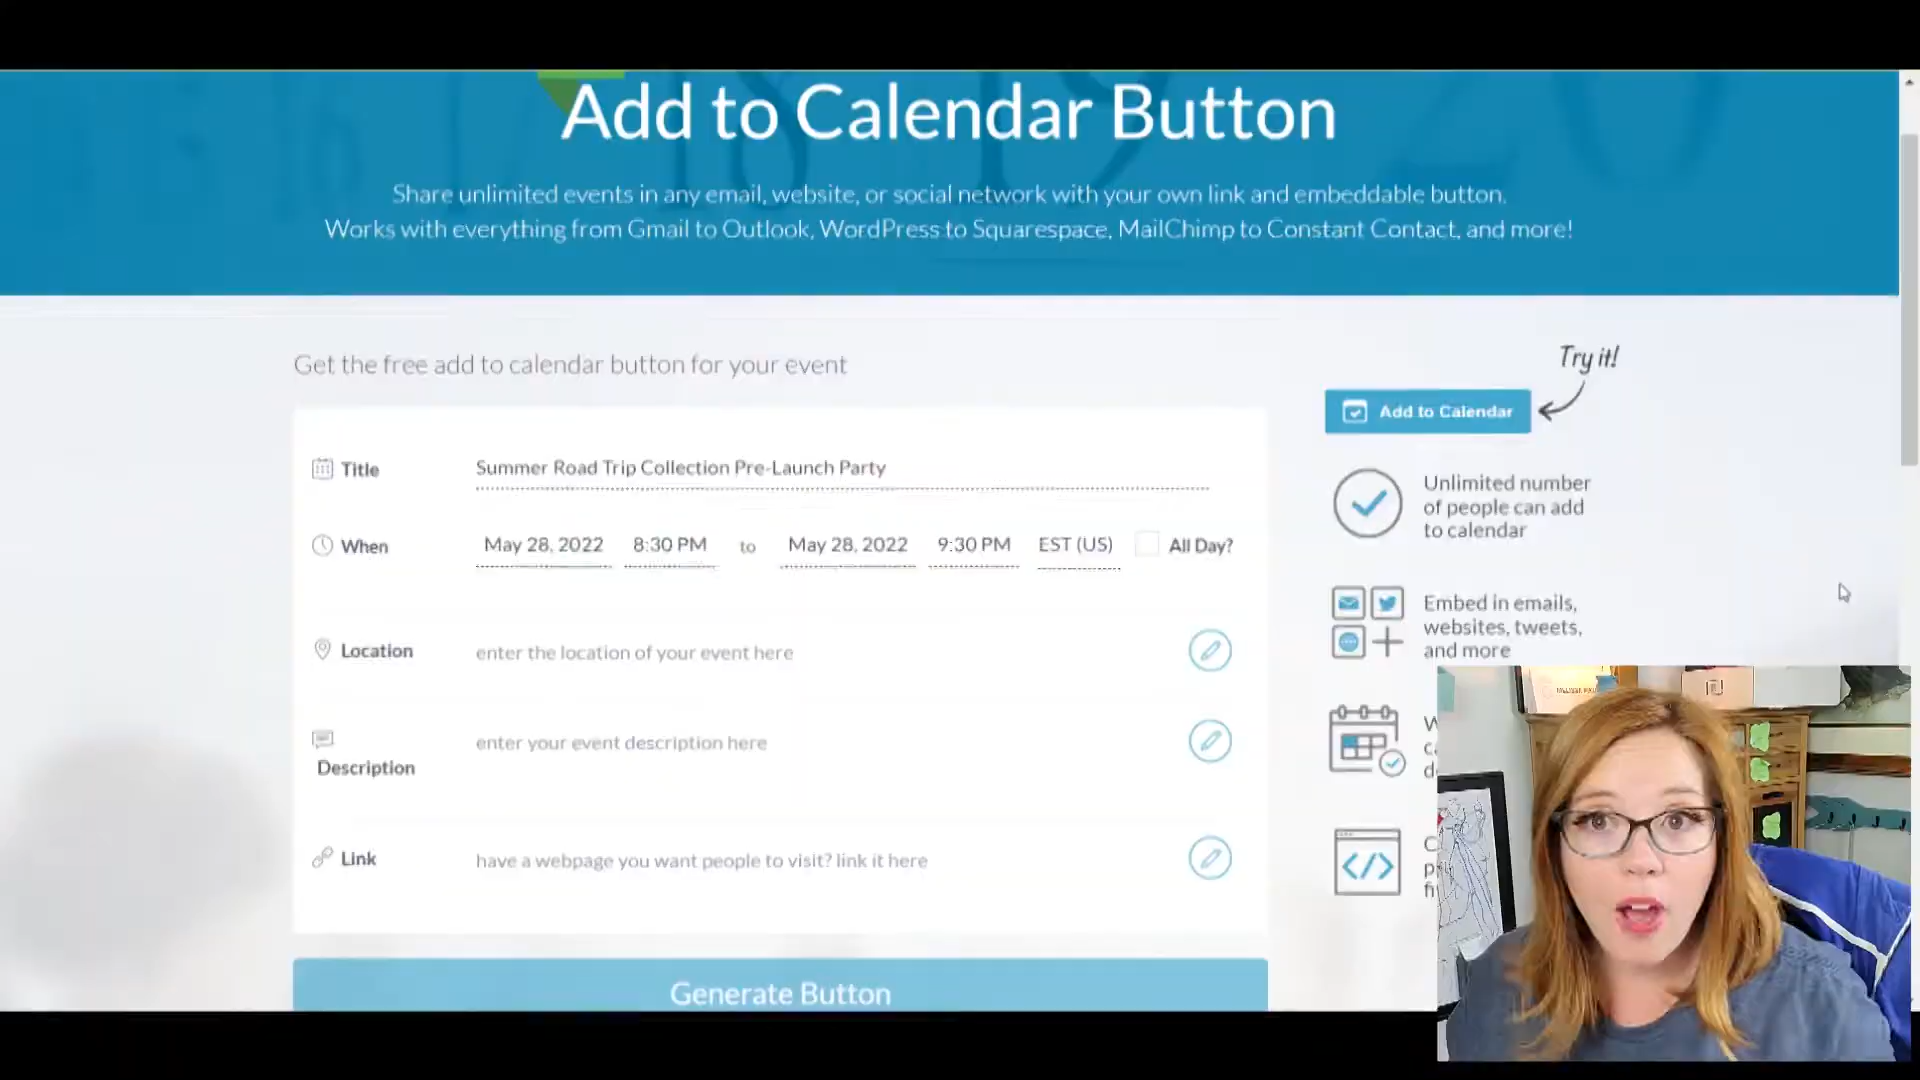 Add to Calendar Button
Share unlimited events in any email, website, or social network with your own link and embeddable button.
Works with everything from Gmail to Outlook, WordPress to Squarespace, MailChimp to Constant Contact, and more!
Get the free add to calendar button for your event
Try it!
Add to Calendar
Title Summer Road Trip Collection Pre-Launch Party
Unlimited number
of people can add
to calendar
When May 28, 2022 8:30 PM to May 28, 2022 9:30 PM EST (US) All Day?
Embed in emails,
websites, tweets,
and more
Location enter the location of your event here
Description enter your event description here
Link have a webpage you want people to visit? link it here
Generate Button